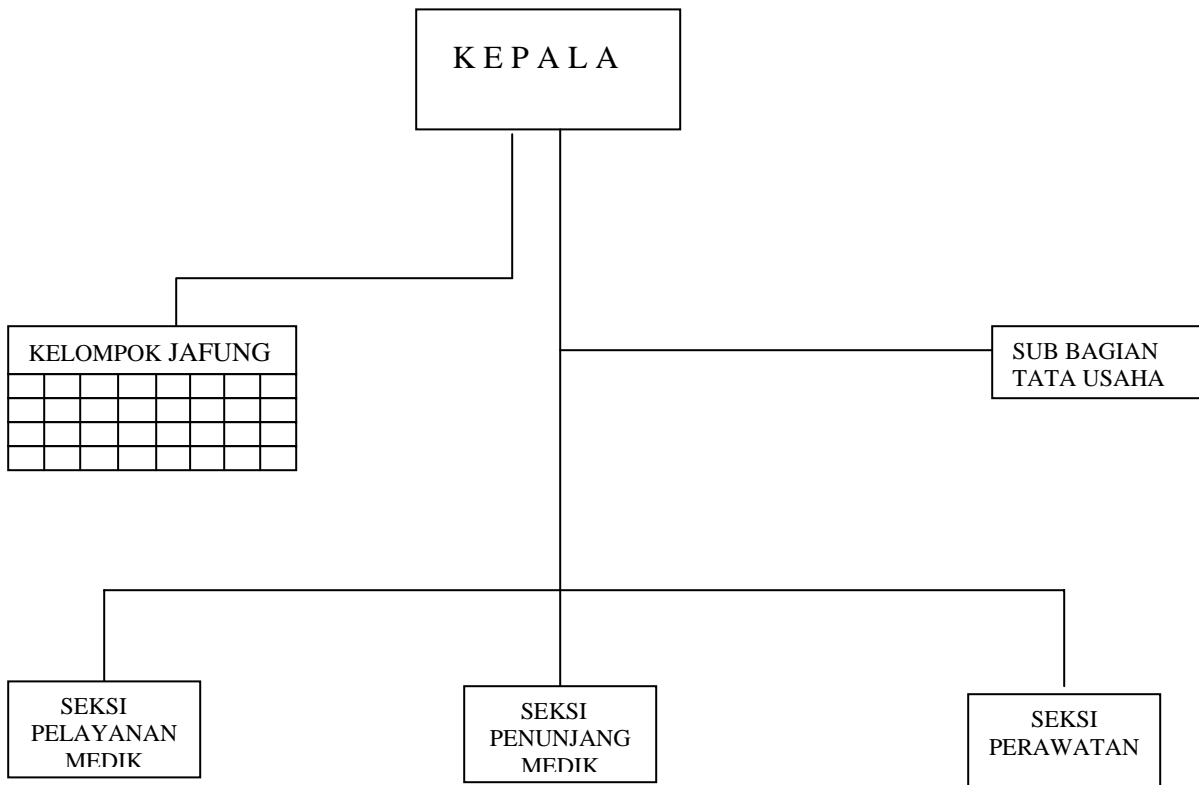 K E P A L A
KELOMPOK JAFUNG
SUB BAGIAN
TATA USAHA
SEKSI
PELAYANAN
MEDIK
SEKSI
PENUNJANG
MEDIK
SEKSI
PERAWATAN